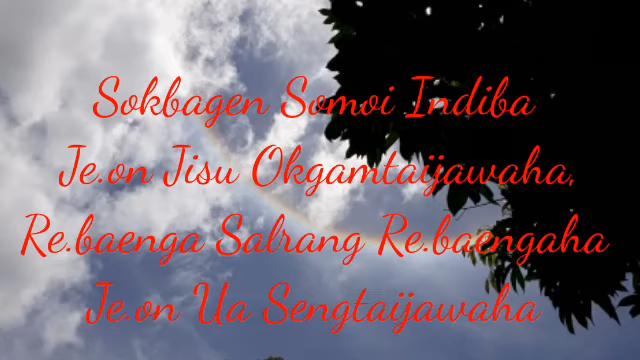 Sokbagen Somoi Indiba
Je.on Jisu Okgamtaijawaha,
Re.baenga Salrang Re.baengaha
Je.on Ua Sengtaijawaha